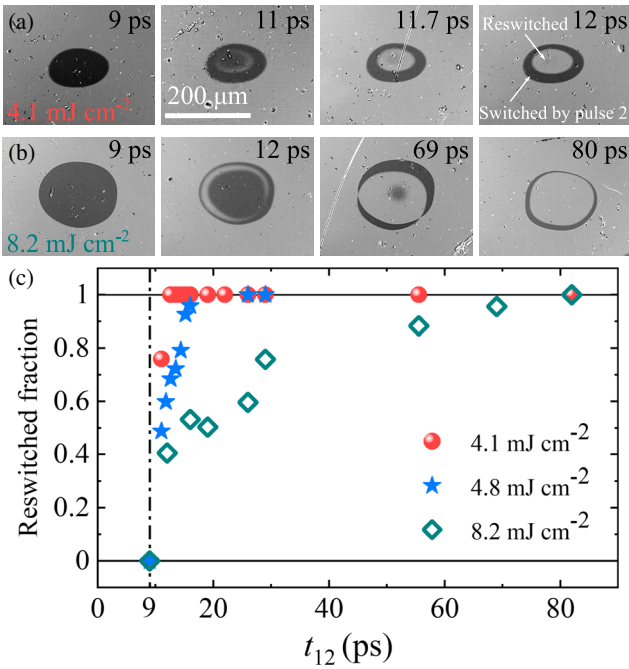 (a) 9 ps 11 ps 11.7 ps 12 ps
Reswitched
4.1 mJ cm⁻² 200 μm Switched by pulse 2
(b) 9 ps 12 ps 69 ps 80 ps
8.2 mJ cm⁻²
(c)
1
0.8
0.6
0.4
0.2
0
Reswitched fraction
4.1 mJ cm⁻²
4.8 mJ cm⁻²
8.2 mJ cm⁻²
0 9 20 40 60 80
t₁₂ (ps)